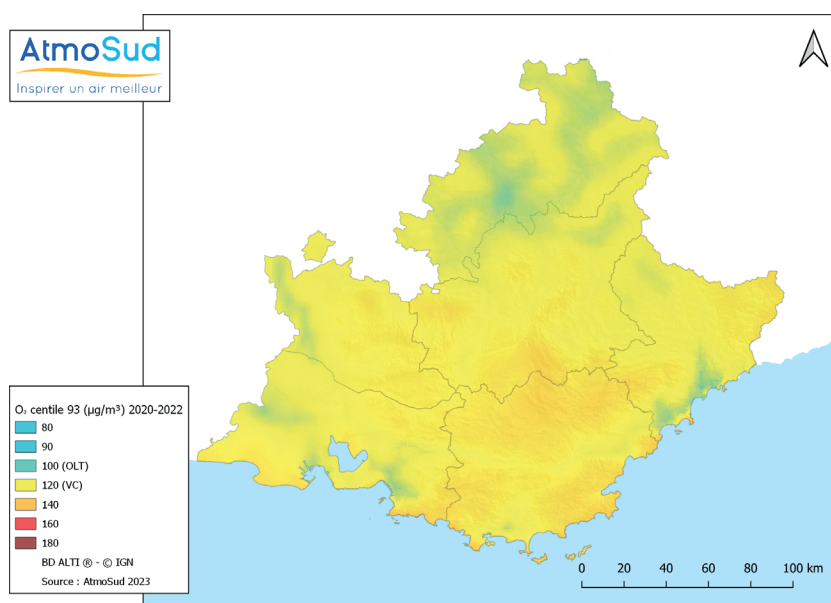 AtmoSud
Inspirer un air meilleur
O₃ centile 93 (µg/m³) 2020-2022
80
90
100 (OLT)
120 (VC)
140
160
180
BD ALTI ® - © IGN
Source : AtmoSud 2023
0 20 40 60 80 100 km